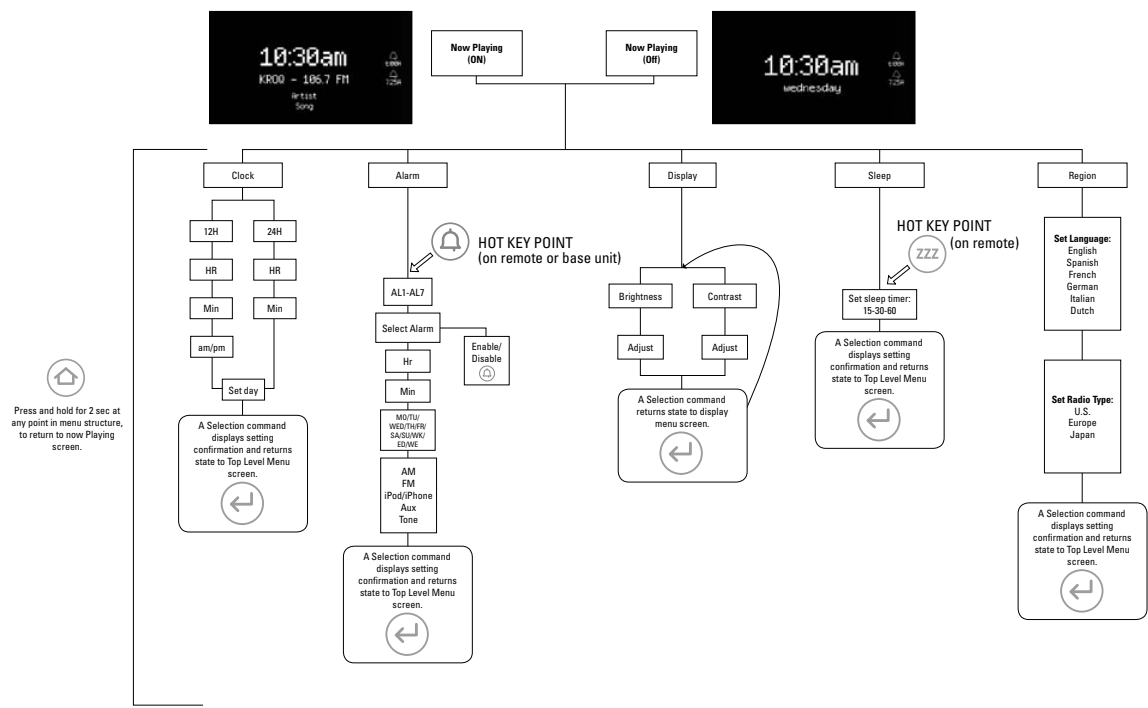 10:30am
KROQ - 106.7 FM
Artist
Song
Now Playing
(ON)
Now Playing
(Off)
10:30am
wednesday
7:25A
Clock
Alarm
Display
Sleep
Region
12H
24H
HR
HR
Min
Min
am/pm
Set day
A Selection command
displays setting
confirmation and returns
state to Top Level Menu
screen.
HOT KEY POINT
(on remote or base unit)
AL1-AL7
Select Alarm
Enable/
Disable
Hr
Min
MO/TU/
WED/TH/FR/
SA/SU/WK/
ED/WE
AM
FM
iPod/iPhone
Aux
Tone
A Selection command
displays setting
confirmation and returns
state to Top Level Menu
screen.
Brightness
Contrast
Adjust
Adjust
A Selection command
returns state to display
menu screen.
HOT KEY POINT
(on remote)
ZZZ
Set sleep timer:
15-30-60
A Selection command
displays setting
confirmation and returns
state to Top Level Menu
screen.
Set Language:
English
Spanish
French
German
Italian
Dutch
Set Radio Type:
U.S.
Europe
Japan
A Selection command
displays setting
confirmation and returns
state to Top Level Menu
screen.
Press and hold for 2 sec at
any point in menu structure,
to return to now Playing
screen.